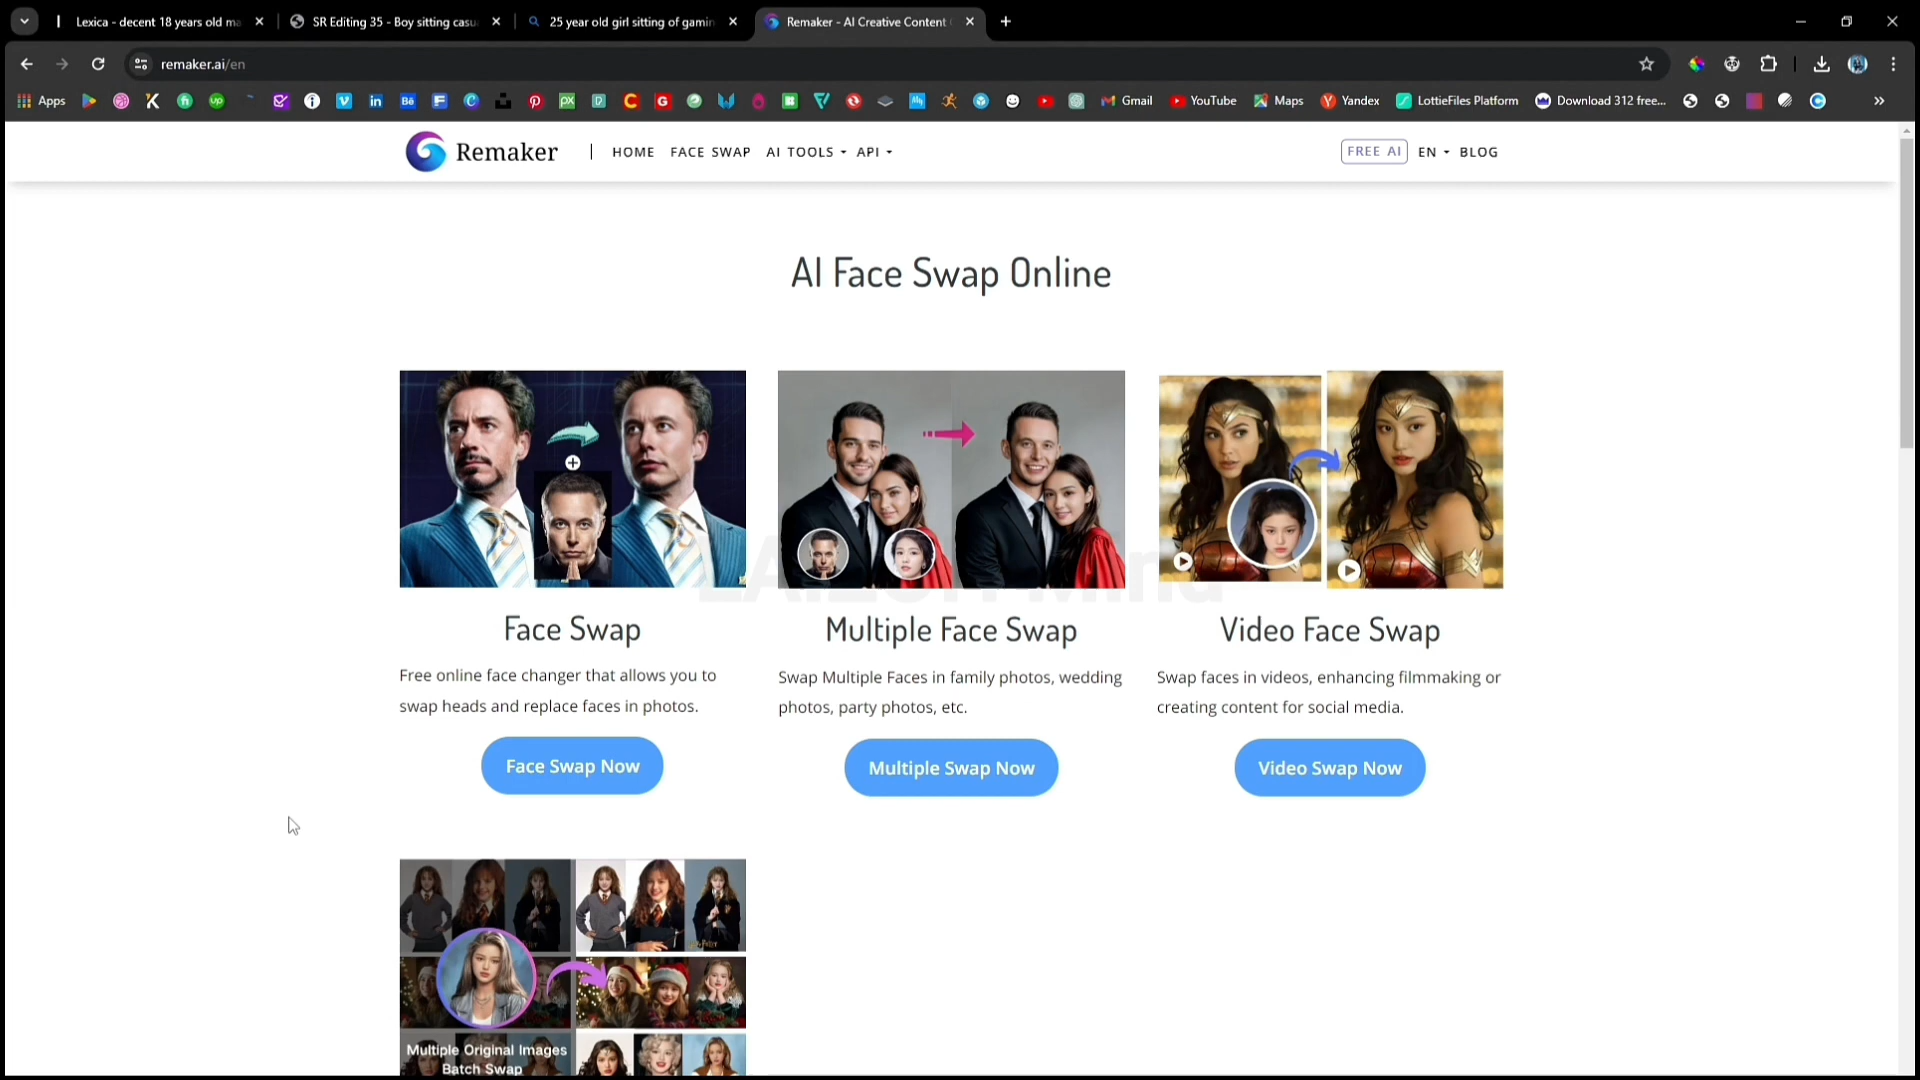 Lexica - decent 18 years old ma
SR Editing 35 - Boy sitting casu
25 year old girl sitting of gamin
Remaker - AI Creative Content
remaker.ai/en
Apps
Gmail
YouTube
Maps
Yandex
LottieFiles Platform
Download 312 free...
Remaker
HOME
FACE SWAP
AI TOOLS
API
FREE AI
EN
BLOG
AI Face Swap Online
Face Swap
Free online face changer that allows you to
swap heads and replace faces in photos.
Face Swap Now
Multiple Face Swap
Swap Multiple Faces in family photos, wedding
photos, party photos, etc.
Multiple Swap Now
Video Face Swap
Swap faces in videos, enhancing filmmaking or
creating content for social media.
Video Swap Now
Multiple Original Images
Batch Swap